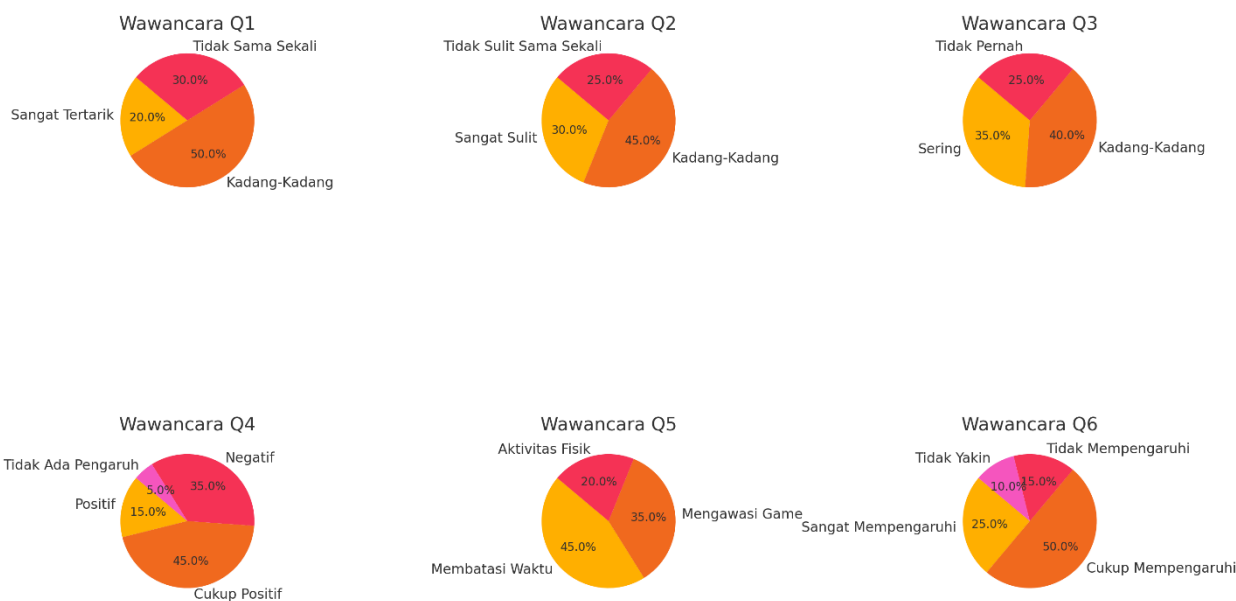 Wawancara Q1
Tidak Sama Sekali
30.0%
Sangat Tertarik
20.0%
50.0%
Kadang-Kadang
Wawancara Q2
Tidak Sulit Sama Sekali
25.0%
Sangat Sulit
30.0%
45.0%
Kadang-Kadang
Wawancara Q3
Tidak Pernah
25.0%
Sering
35.0%
40.0%
Kadang-Kadang
Wawancara Q4
Negatif
Tidak Ada Pengaruh
35.0%
5.0%
Positif
15.0%
45.0%
Cukup Positif
Wawancara Q5
Aktivitas Fisik
20.0%
Mengawasi Game
35.0%
45.0%
Membatasi Waktu
Wawancara Q6
Tidak Mempengaruhi
Tidak Yakin
15.0%
10.0%
Sangat Mempengaruhi
25.0%
50.0%
Cukup Mempengaruhi